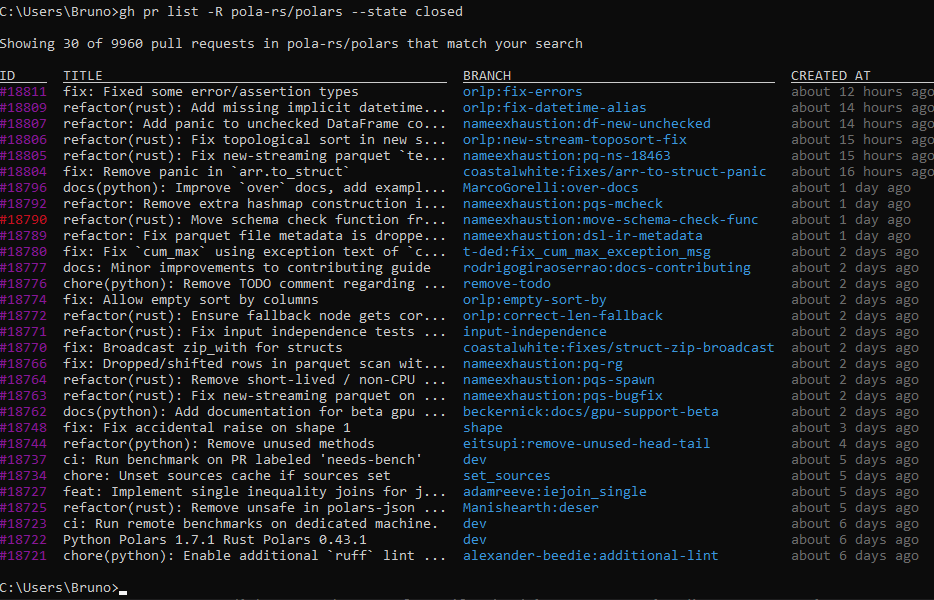 C:\Users\Bruno>gh pr list -R pola-rs/polars --state closed
Showing 30 of 9960 pull requests in pola-rs/polars that match your search
ID TITLE BRANCH CREATED AT
#18811 fix: Fixed some error/assertion types orlp:fix-errors about 12 hours ago
#18809 refactor(rust): Add missing implicit datetime... orlp:fix-datetime-alias about 14 hours ago
#18807 refactor: Add panic to unchecked DataFrame co... nameexhaustion:df-new-unchecked about 14 hours ago
#18806 refactor(rust): Fix topological sort in new s... orlp:new-stream-toposort-fix about 15 hours ago
#18805 refactor(rust): Fix new-streaming parquet `te... nameexhaustion:pq-ns-18463 about 15 hours ago
#18804 fix: Remove panic in `arr.to_struct` coastalwhite:fixes/arr-to-struct-panic about 16 hours ago
#18796 docs(python): Improve `over` docs, add exampl... MarcoGorelli:over-docs about 1 day ago
#18792 refactor: Remove extra hashmap construction i... nameexhaustion:pqs-mcheck about 1 day ago
#18790 refactor(rust): Move schema check function fr... nameexhaustion:move-schema-check-func about 1 day ago
#18789 refactor: Fix parquet file metadata is droppe... nameexhaustion:dsl-ir-metadata about 1 day ago
#18780 fix: Fix `cum_max` using exception text of `c... t-ded:fix_cum_max_exception_msg about 2 days ago
#18777 docs: Minor improvements to contributing guide rodrigogiraoserrao:docs-contributing about 2 days ago
#18776 chore(python): Remove TODO comment regarding ... remove-todo about 2 days ago
#18774 fix: Allow empty sort by columns orlp:empty-sort-by about 2 days ago
#18772 refactor(rust): Ensure fallback node gets cor... orlp:correct-len-fallback about 2 days ago
#18771 refactor(rust): Fix input independence tests ... input-independence about 2 days ago
#18770 fix: Broadcast zip_with for structs coastalwhite:fixes/struct-zip-broadcast about 2 days ago
#18766 fix: Dropped/shifted rows in parquet scan wit... nameexhaustion:pq-rg about 2 days ago
#18764 refactor(rust): Remove short-lived / non-CPU ... nameexhaustion:pqs-spawn about 2 days ago
#18763 refactor(rust): Fix new-streaming parquet on ... nameexhaustion:pqs-bugfix about 2 days ago
#18762 docs(python): Add documentation for beta gpu ... beckernick:docs/gpu-support-beta about 2 days ago
#18748 fix: Fix accidental raise on shape 1 shape about 3 days ago
#18744 refactor(python): Remove unused methods eitsupi:remove-unused-head-tail about 4 days ago
#18737 ci: Run benchmark on PR labeled 'needs-bench' dev about 5 days ago
#18734 chore: Unset sources cache if sources set set_sources about 5 days ago
#18727 feat: Implement single inequality joins for j... adamreeve:iejoin_single about 5 days ago
#18725 refactor(rust): Remove unsafe in polars-json ... Manishearth:deser about 5 days ago
#18723 ci: Run remote benchmarks on dedicated machine. dev about 6 days ago
#18722 Python Polars 1.7.1 Rust Polars 0.43.1 dev about 6 days ago
#18721 chore(python): Enable additional `ruff` lint ... alexander-beedie:additional-lint about 6 days ago
C:\Users\Bruno>